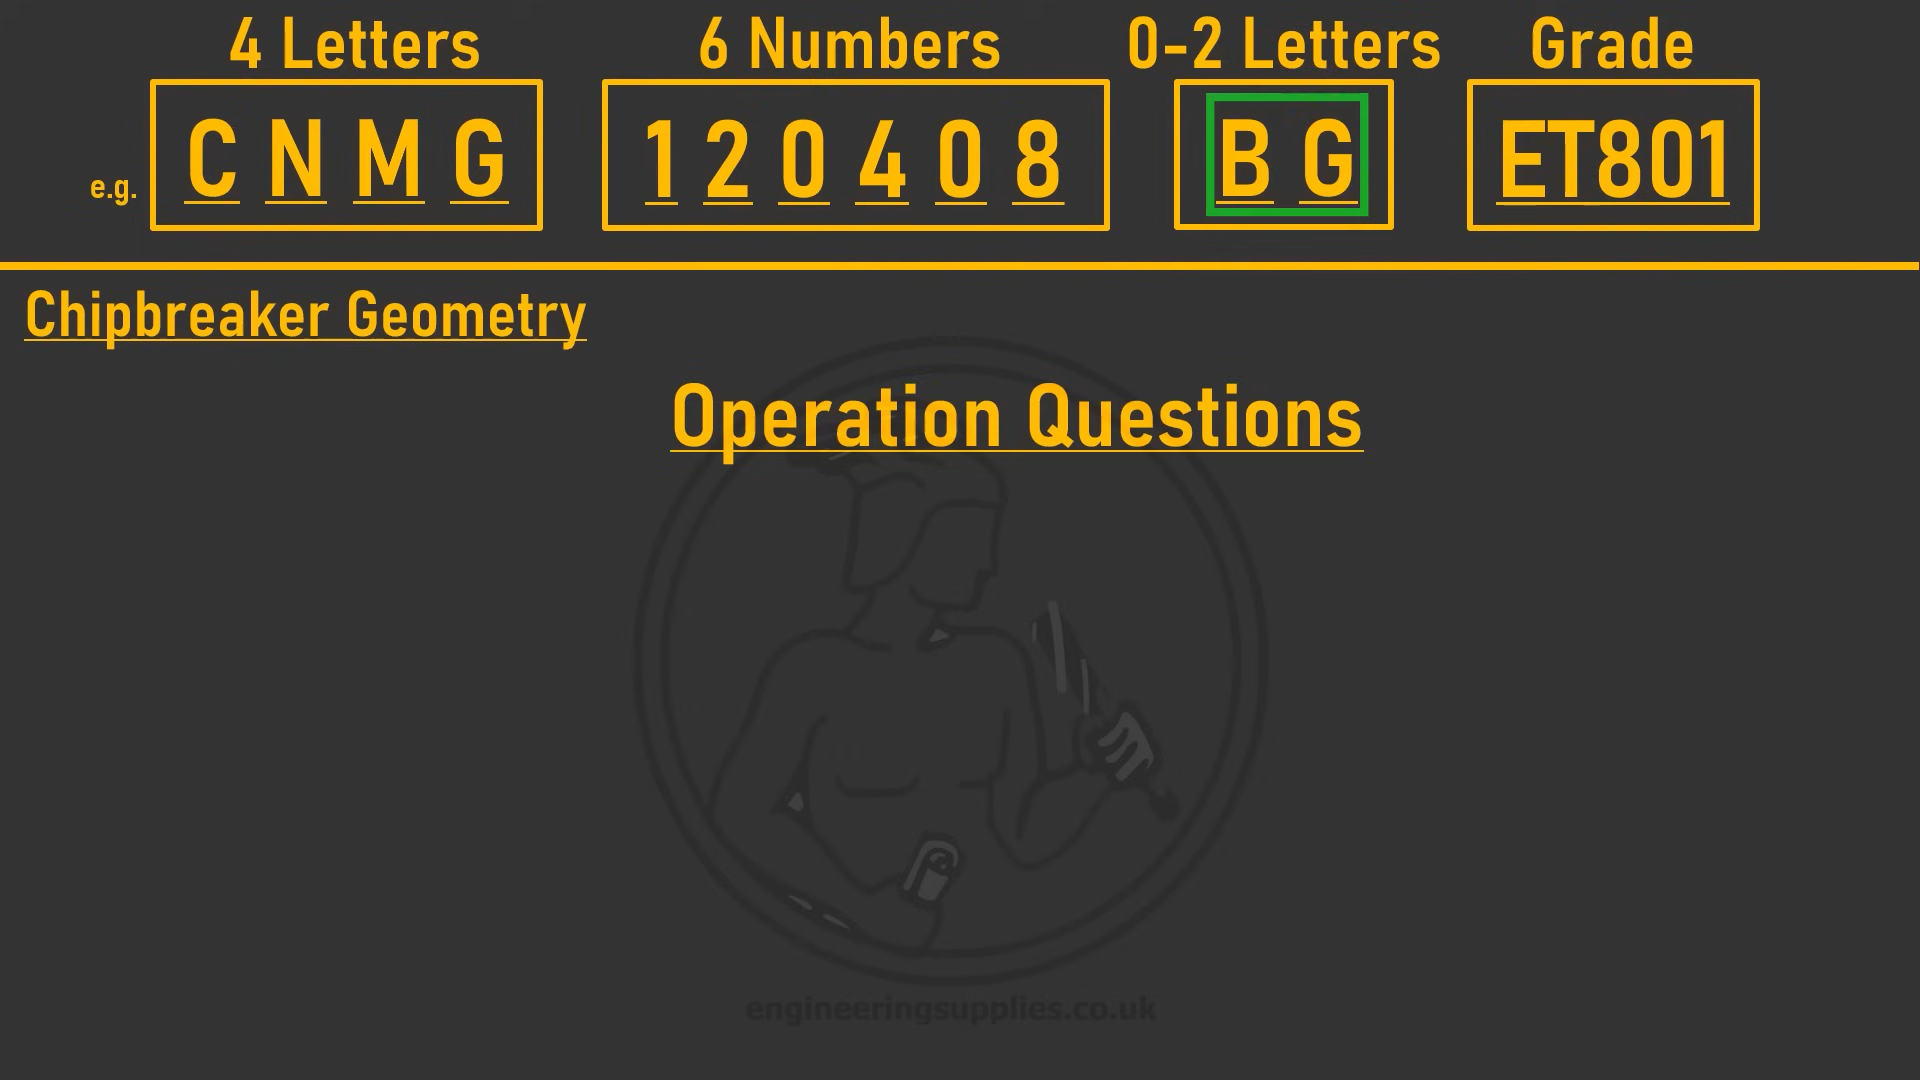 4 Letters 6 Numbers 0-2 Letters Grade
e.g. C N M G 1 2 0 4 0 8 B G ET801
Chipbreaker Geometry
Operation Questions
engineeringsupplies.co.uk